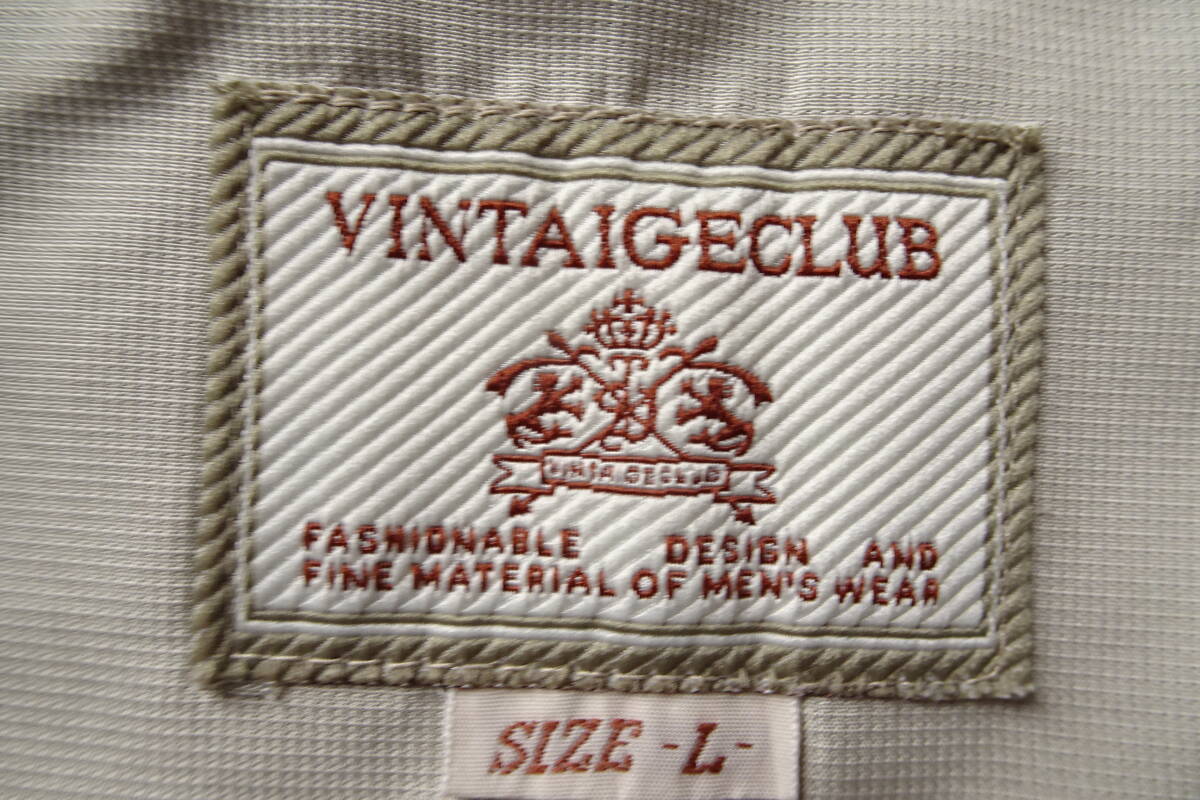 VINTAIGECLUB
FASHIONABLE DESIGN AND
FINE MATERIAL OF MEN'S WEAR
SIZE -L-